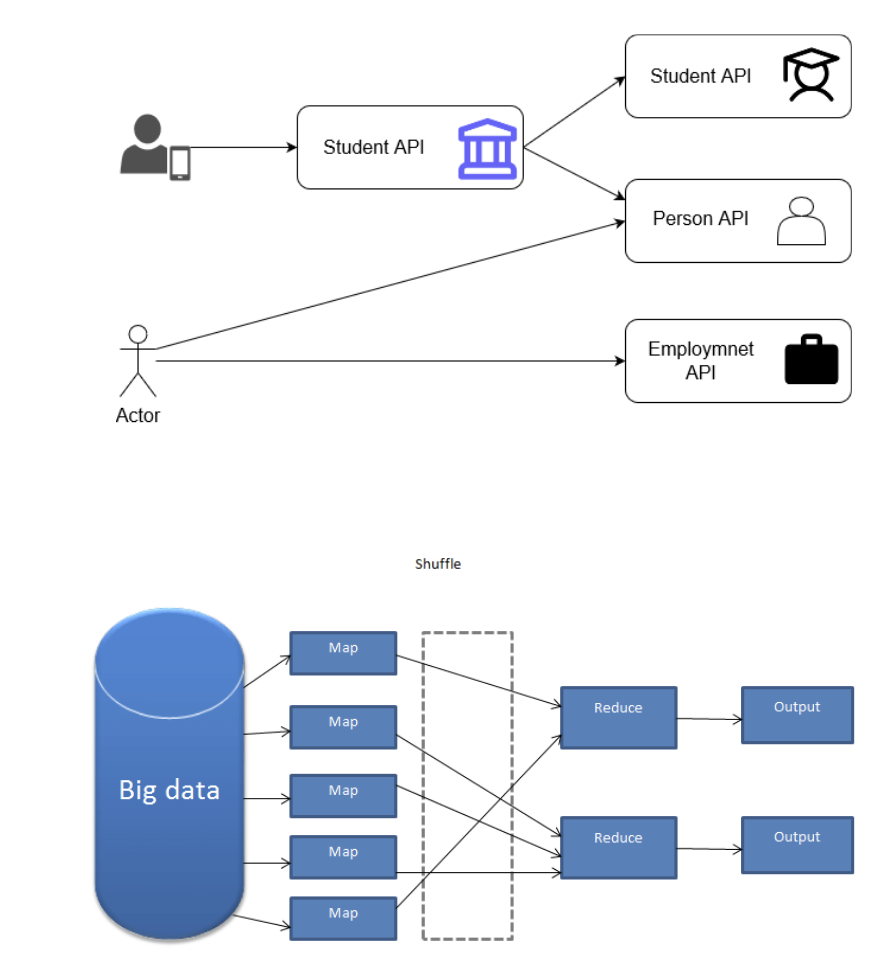 Student API
Student API
Person API
Employmnet
API
Actor
Shuffle
Big data
Map
Map
Map
Map
Map
Reduce
Output
Reduce
Output